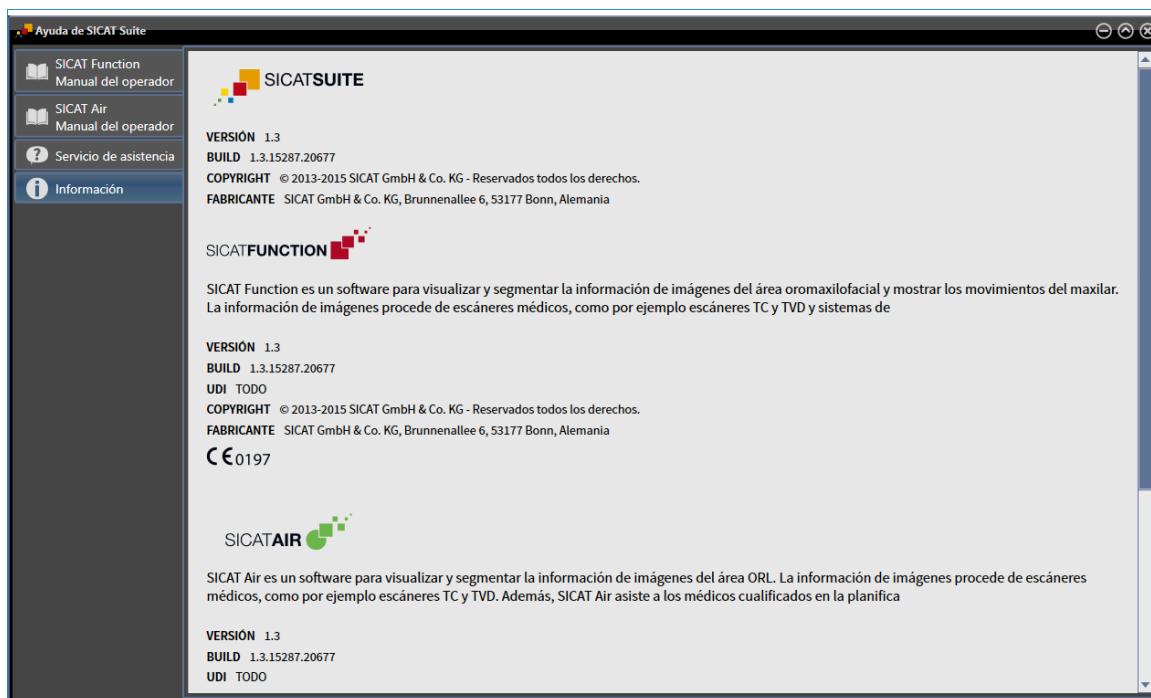 Ayuda de SICAT Suite
SICAT Function
Manual del operador
SICAT Air
Manual del operador
Servicio de asistencia
Información
SICATSUITE
VERSIÓN 1.3
BUILD 1.3.15287.20677
COPYRIGHT © 2013-2015 SICAT GmbH & Co. KG - Reservados todos los derechos.
FABRICANTE SICAT GmbH & Co. KG, Brunnenallee 6, 53177 Bonn, Alemania
SICATFUNCTION
SICAT Function es un software para visualizar y segmentar la información de imágenes del área oromaxilofacial y mostrar los movimientos del maxilar.
La información de imágenes procede de escáneres médicos, como por ejemplo escáneres TC y TVD y sistemas de
VERSIÓN 1.3
BUILD 1.3.15287.20677
UDI TODO
COPYRIGHT © 2013-2015 SICAT GmbH & Co. KG - Reservados todos los derechos.
FABRICANTE SICAT GmbH & Co. KG, Brunnenallee 6, 53177 Bonn, Alemania
CE0197
SICATAIR
SICAT Air es un software para visualizar y segmentar la información de imágenes del área ORL. La información de imágenes procede de escáneres
médicos, como por ejemplo escáneres TC y TVD. Además, SICAT Air asiste a los médicos cualificados en la planifica
VERSIÓN 1.3
BUILD 1.3.15287.20677
UDI TODO